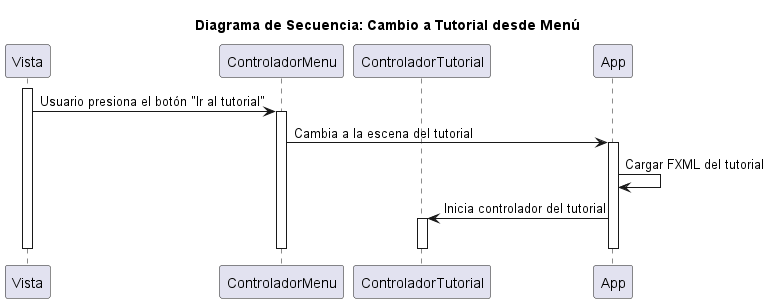 Diagrama de Secuencia: Cambio a Tutorial desde Menú
Vista
ControladorMenu
ControladorTutorial
App
Usuario presiona el botón "Ir al tutorial"
Cambia a la escena del tutorial
Cargar FXML del tutorial
Inicia controlador del tutorial
Vista
ControladorMenu
ControladorTutorial
App